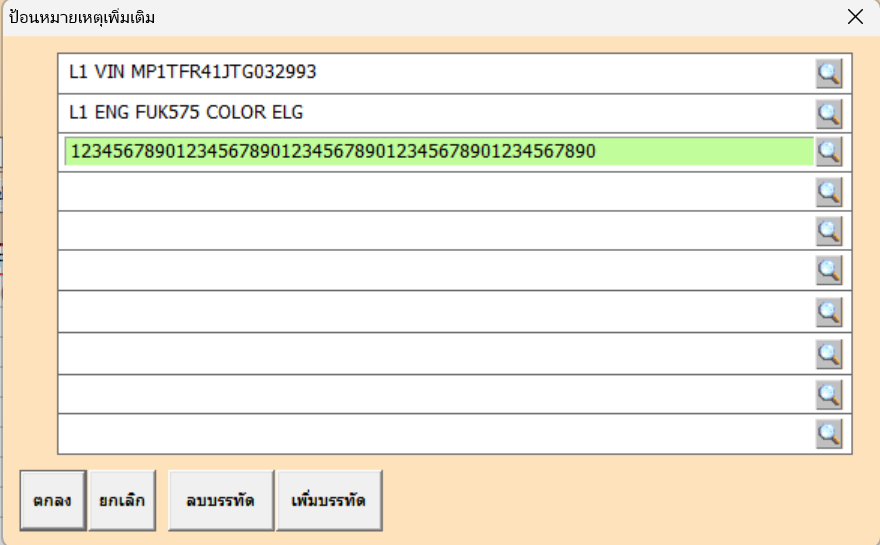 ป้อนหมายเหตุเพิ่มเติม
L1 VIN MP1TFR41JTG032993
L1 ENG FUK575 COLOR ELG
12345678901234567890123456789012345678901234567890
ตกลง ยกเลิก ลบบรรทัด เพิ่มบรรทัด